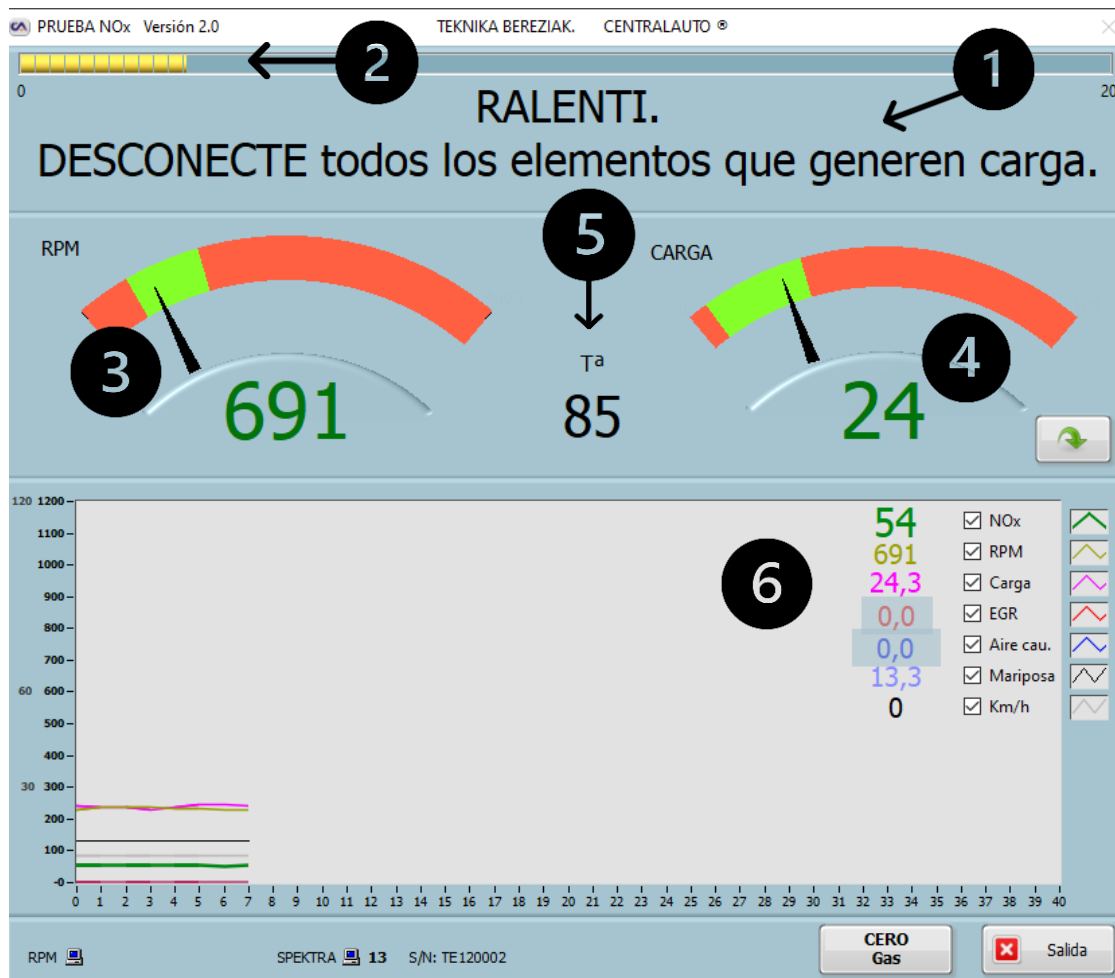 PRUEBA NOx Versión 2.0 TEKNIKA BEREZIAK. CENTRALAUTO ®
2
1
0 20
RALENTI.
DESCONECTE todos los elementos que generen carga.
5
RPM CARGA
3
4
Tª
691 85 24
120 1200
54 NOx
1100
691 RPM
1000
6
24,3 Carga
900
0,0 EGR
800
0,0 Aire cau.
700
13,3 Mariposa
60 600
0 Km/h
500
400
30 300
200
100
-0
0 1 2 3 4 5 6 7 8 9 10 11 12 13 14 15 16 17 18 19 20 21 22 23 24 25 26 27 28 29 30 31 32 33 34 35 36 37 38 39 40
CERO
Gas
Salida
RPM SPEKTRA 13 S/N: TE120002